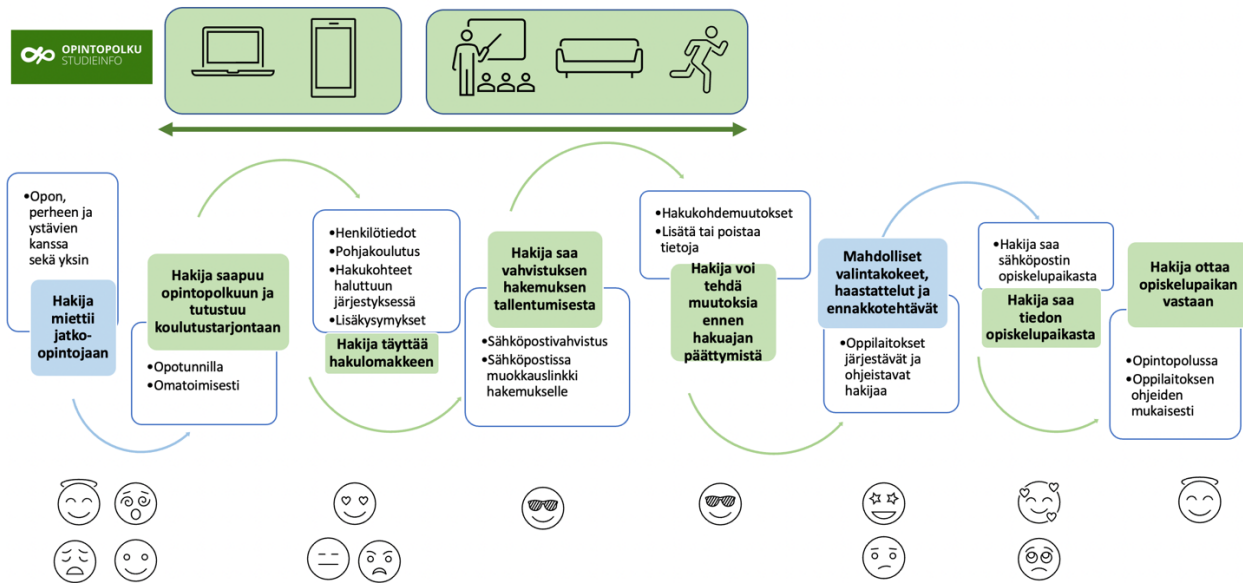 OPINTOPOLKU
STUDIEINFO
•Opon,
perheen ja
ystävien
kanssa
sekä yksin
Hakija
miettii
jatko-
opintojaan
Hakija saapuu
opintopolkuun ja
tutustuu
koulutustarjontaan
•Opotunnilla
•Omatoimisesti
•Henkilötiedot
•Pohjakoulutus
•Hakukohteet
haluttuun
järjestyksessä
•Lisäkysymykset
Hakija täyttää
hakulomakkeen
Hakija saa
vahvistuksen
hakemuksen
tallentumisesta
•Sähköpostivahvistus
•Sähköpostissa
muokkauslinkki
hakemukselle
•Hakukohdemuutokset
•Lisätä tai poistaa
tietoja
Hakija voi
tehdä
muutoksia
ennen
hakuajan
päättymistä
Mahdolliset
valintakokeet,
haastattelut ja
ennakkotehtävät
•Oppilaitokset
järjestävät ja
ohjeistavat
hakijaa
•Hakija saa
sähköpostin
opiskelupaikasta
Hakija saa
tiedon
opiskelupaikasta
Hakija ottaa
opiskelupaikan
vastaan
•Opintopolussa
•Oppilaitoksen
ohjeiden
mukaisesti